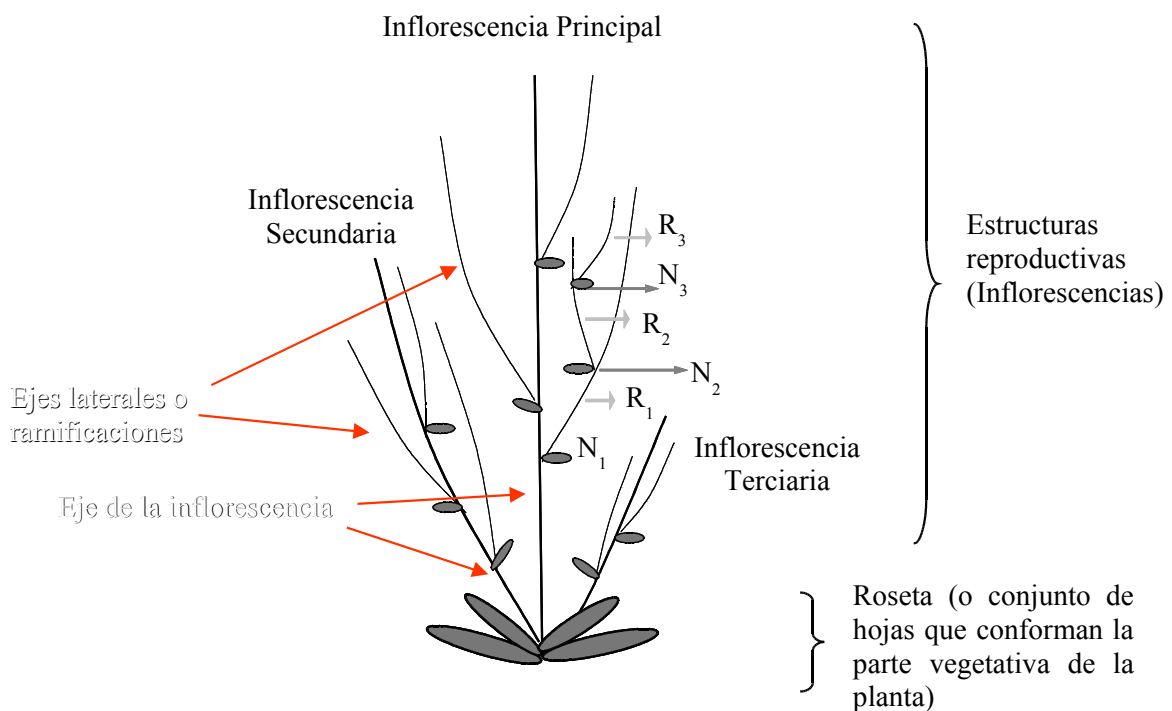 Inflorescencia Principal
Inflorescencia
Secundaria
R3
N3
R2
N2
R1
N1
Ejes laterales o
ramificaciones
Eje de la inflorescencia
Inflorescencia
Terciaria
Estructuras
reproductivas
(Inflorescencias)
Roseta (o conjunto de
hojas que conforman la
parte vegetativa de la
planta)